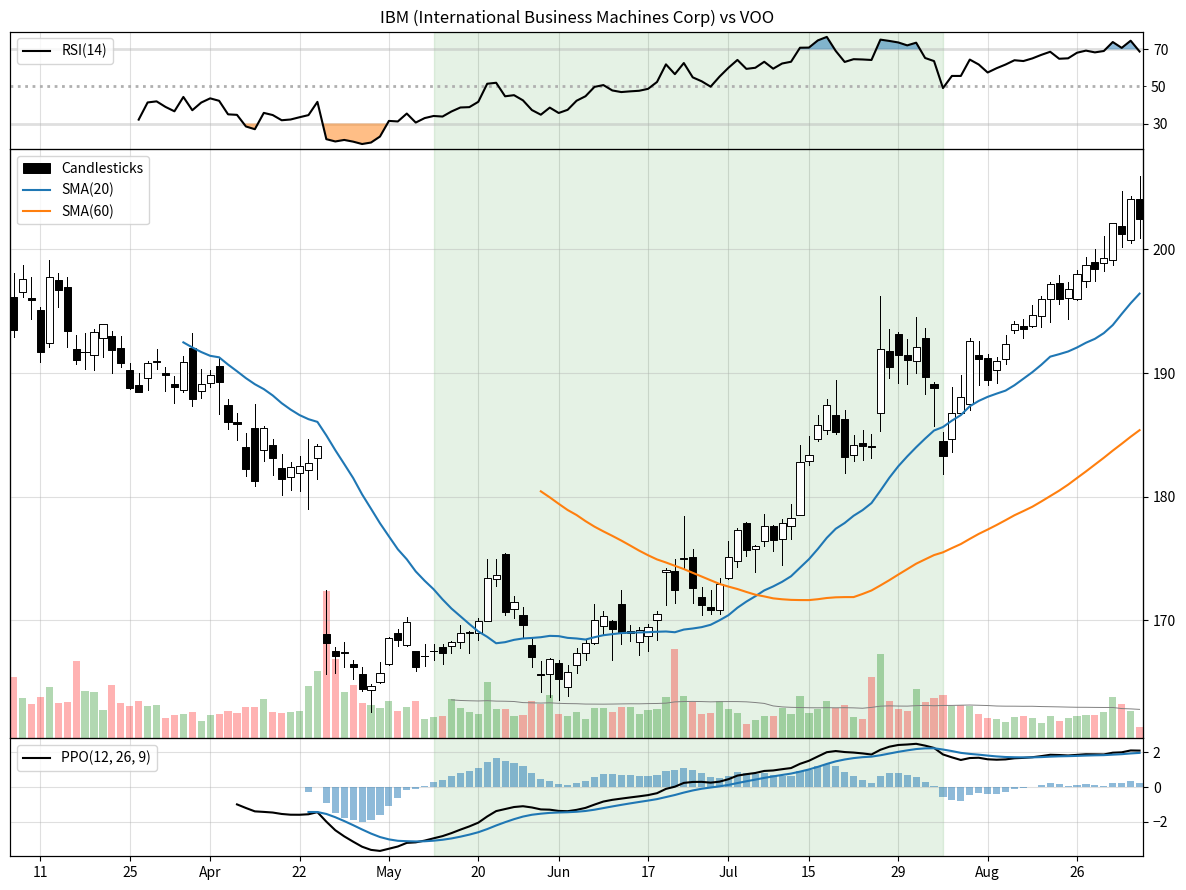 IBM (International Business Machines Corp) vs VOO
RSI(14)
70
50
30
Candlesticks
SMA(20)
SMA(60)
200
190
180
170
PPO(12, 26, 9)
2
0
−2
11 25 Apr 22 May 20 Jun 17 Jul 15 29 Aug 26